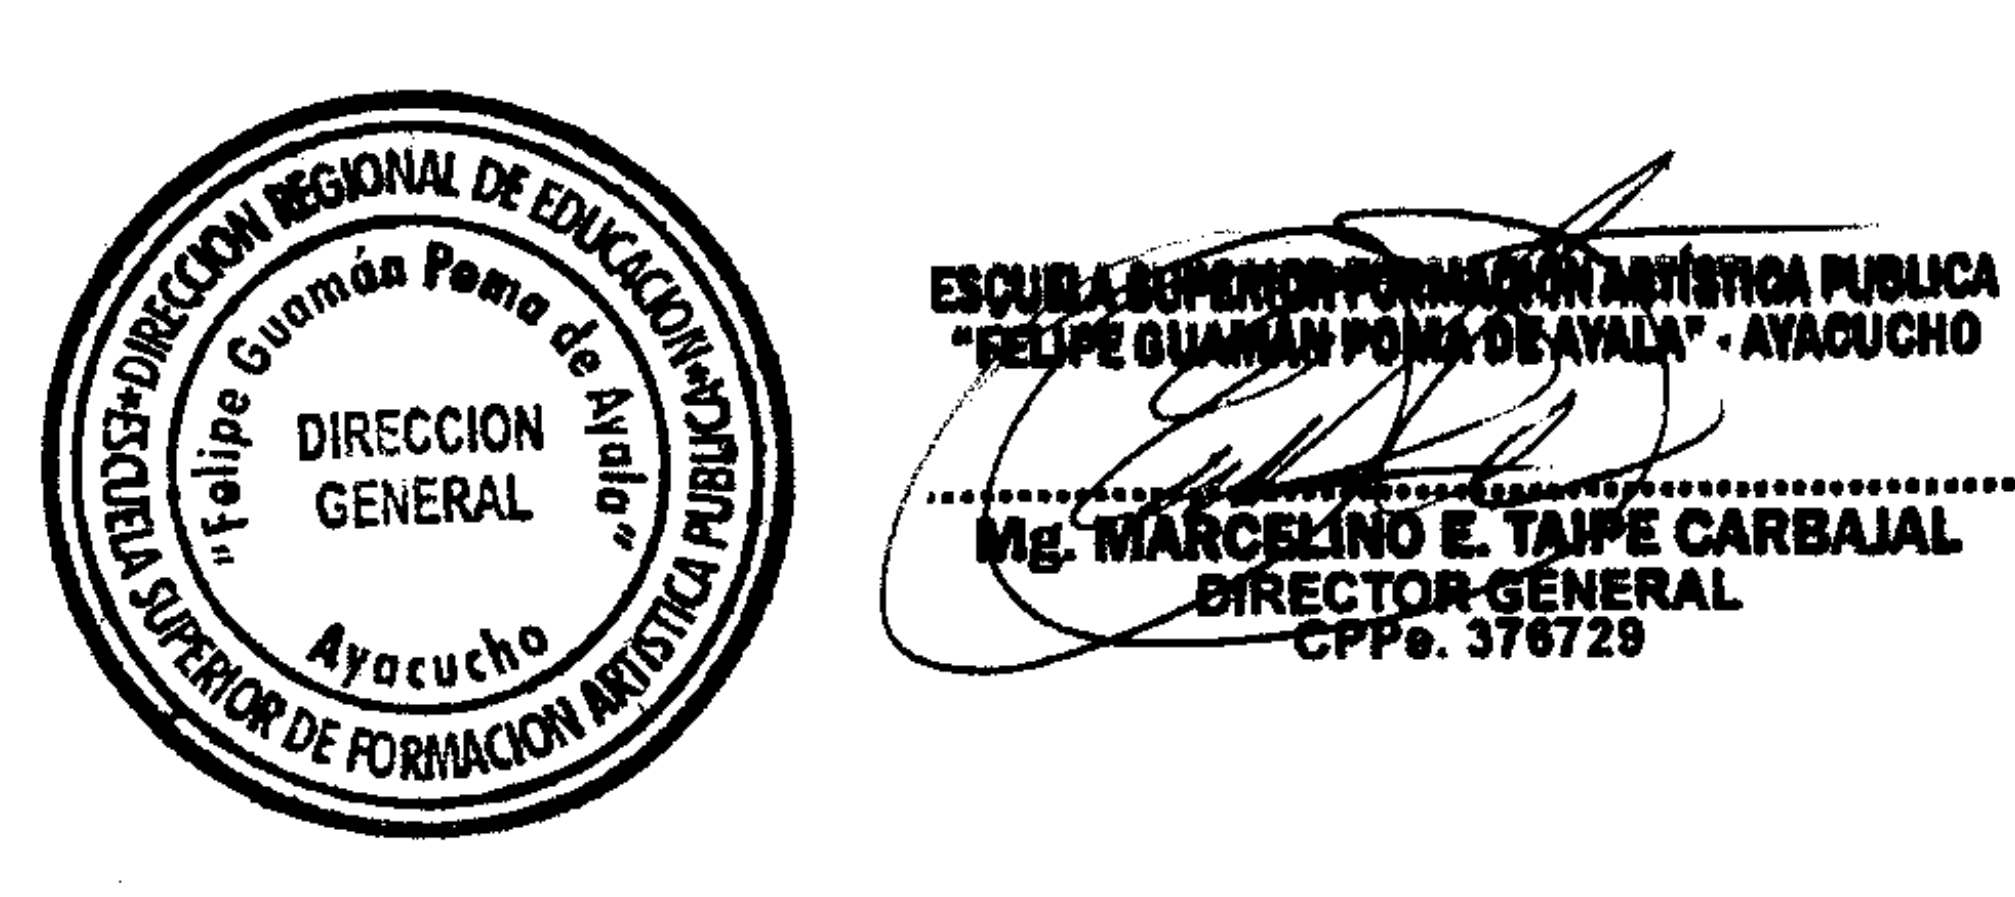 *DIRECCION REGIONAL DE EDUCACION*
ESCUELA SUPERIOR DE FORMACION ARTISTICA PUBLICA
"Felipe Guamán Poma de Ayala"
DIRECCION
GENERAL
Ayacucho
ESCUELA SUPERIOR FORMACIÓN ARTÍSTICA PUBLICA
"FELIPE GUAMÁN POMA DE AYALA" - AYACUCHO
Mg. MARCELINO E. TAIPE CARBAJAL
DIRECTOR GENERAL
CPPe. 376729